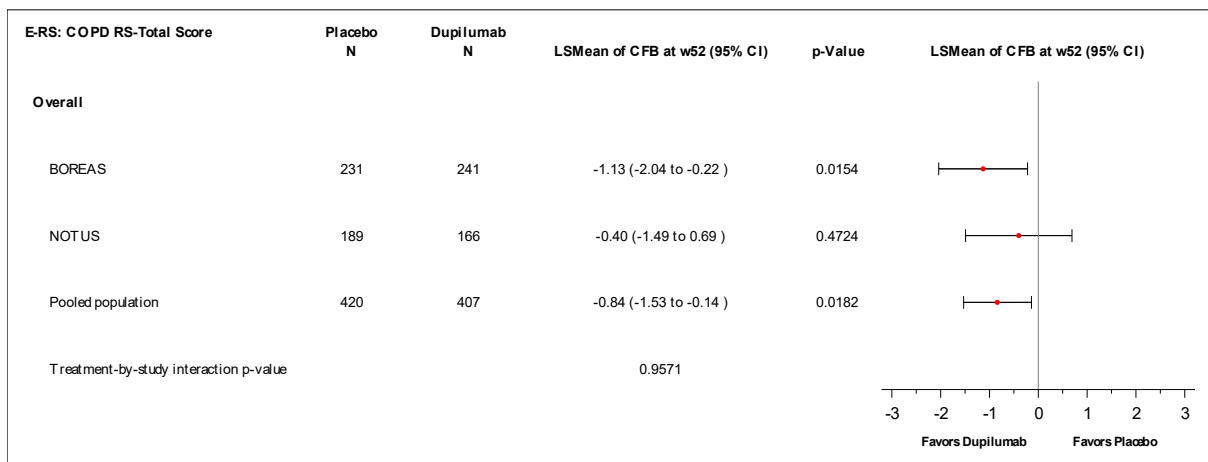 E-RS: COPD RS-Total Score Placebo N Dupilumab N LSMean of CFB at w52 (95% CI) p-Value LSMean of CFB at w52 (95% CI)
Overall
BOREAS 231 241 -1.13 (-2.04 to -0.22 ) 0.0154
NOTUS 189 166 -0.40 (-1.49 to 0.69 ) 0.4724
Pooled population 420 407 -0.84 (-1.53 to -0.14 ) 0.0182
Treatment-by-study interaction p-value 0.9571
-3 -2 -1 0 1 2 3
Favors Dupilumab Favors Placebo